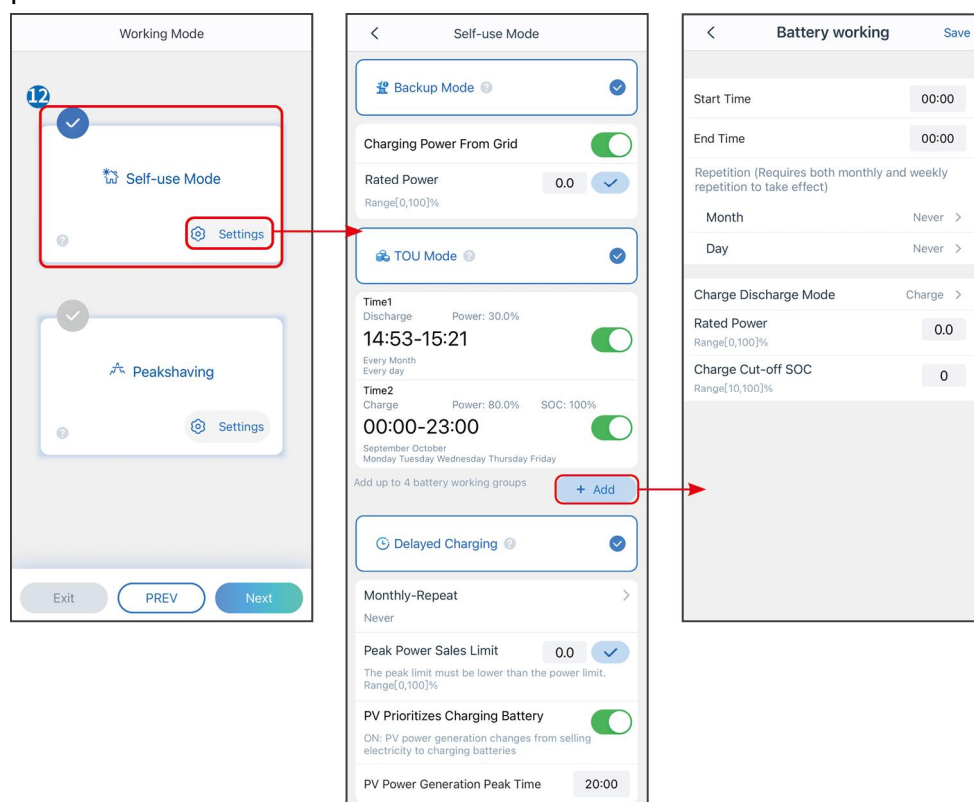 Working Mode
12
Self-use Mode
Settings
Peakshaving
Settings
Exit
PREV
Next
Self-use Mode
Backup Mode
Charging Power From Grid
Rated Power
0.0
Range[0,100]%
TOU Mode
Time1
Discharge Power: 30.0%
14:53-15:21
Every Month
Every day
Time2
Charge Power: 80.0% SOC: 100%
00:00-23:00
September October
Monday Tuesday Wednesday Thursday Friday
Add up to 4 battery working groups
+ Add
Delayed Charging
Monthly-Repeat
Never
Peak Power Sales Limit 0.0
The peak limit must be lower than the power limit.
Range[0,100]%
PV Prioritizes Charging Battery
ON: PV power generation changes from selling
electricity to charging batteries
PV Power Generation Peak Time 20:00
Battery working Save
Start Time 00:00
End Time 00:00
Repetition (Requires both monthly and weekly
repetition to take effect)
Month Never
Day Never
Charge Discharge Mode Charge
Rated Power
0.0
Range[0,100]%
Charge Cut-off SOC
0
Range[10,100]%